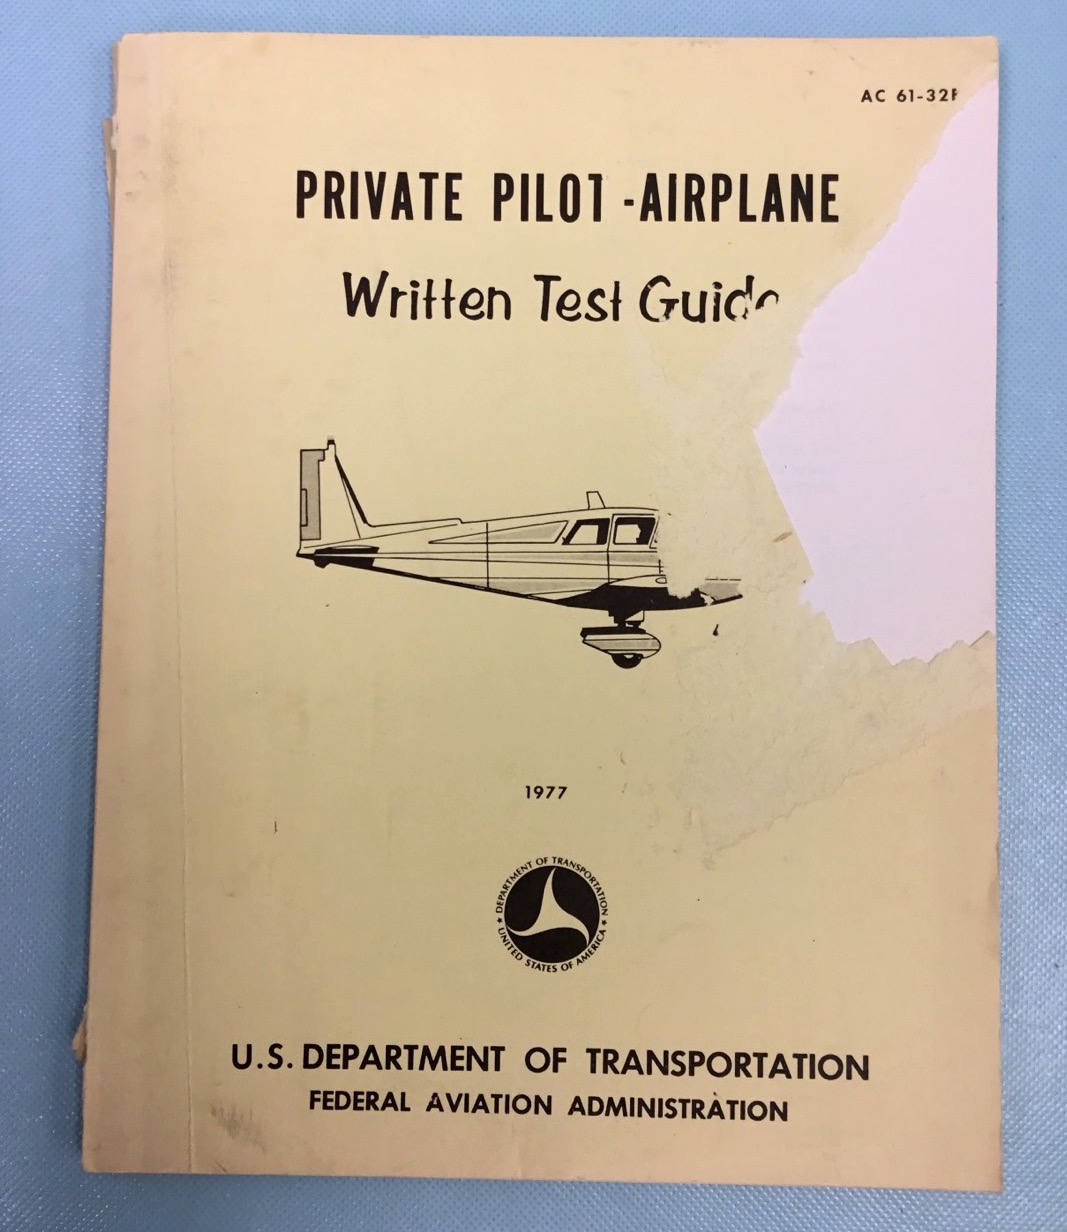 AC 61-32
PRIVATE PILOT -AIRPLANE
Written Test Guide
1977
DEPARTMENT OF TRANSPORTATION
★ UNITED STATES OF AMERICA ★
U.S. DEPARTMENT OF TRANSPORTATION
FEDERAL AVIATION ADMINISTRATION